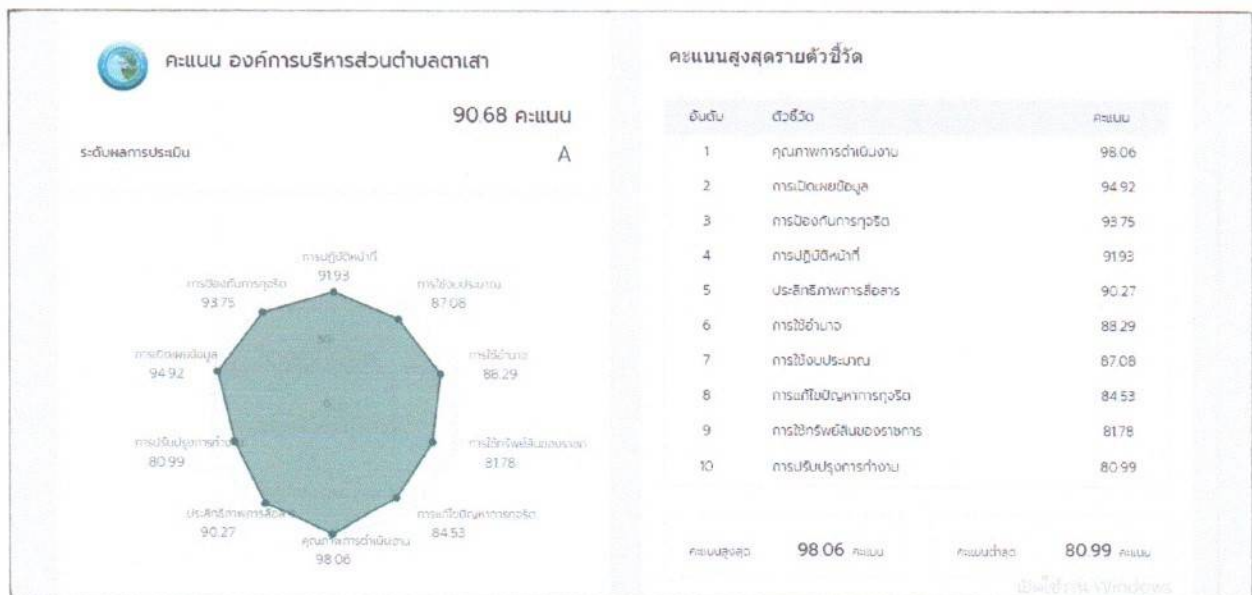 คะแนน องค์การบริหารส่วนตำบลตาเสา
90.68 คะแนน
ระดับผลการประเมิน
A
การปฏิบัติหน้าที่
91.93
การป้องกันการทุจริต
93.75
การใช้งบประมาณ
87.08
50
การเปิดเผยข้อมูล
94.92
การใช้อำนาจ
88.29
0
การปรับปรุงการทำงาน
80.99
การใช้ทรัพย์สินของราชก
81.78
ประสิทธิภาพการสื่อส
90.27
การแก้ไขปัญหาการทุจริต
84.53
คุณภาพการดำเนินงาน
98.06
คะแนนสูงสุดรายตัวชี้วัด
อันดับ ตัวชี้วัด คะแนน
1 คุณภาพการดำเนินงาน 98.06
2 การเปิดเผยข้อมูล 94.92
3 การป้องกันการทุจริต 93.75
4 การปฏิบัติหน้าที่ 91.93
5 ประสิทธิภาพการสื่อสาร 90.27
6 การใช้อำนาจ 88.29
7 การใช้งบประมาณ 87.08
8 การแก้ไขปัญหาการทุจริต 84.53
9 การใช้ทรัพย์สินของราชการ 81.78
10 การปรับปรุงการทำงาน 80.99
คะแนนสูงสุด 98.06 คะแนน คะแนนต่ำสุด 80.99 คะแนน
Windows